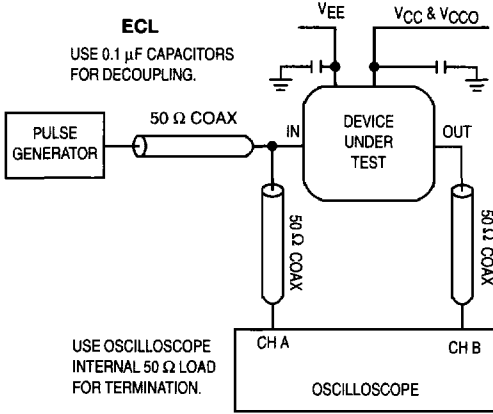 ECL
USE 0.1 μF CAPACITORS
FOR DECOUPLING.
VEE
VCC & VCCO
50 Ω COAX
PULSE
GENERATOR
IN
DEVICE
UNDER
TEST
OUT
50 Ω COAX
50 Ω COAX
USE OSCILLOSCOPE
INTERNAL 50 Ω LOAD
FOR TERMINATION.
CH A
CH B
OSCILLOSCOPE